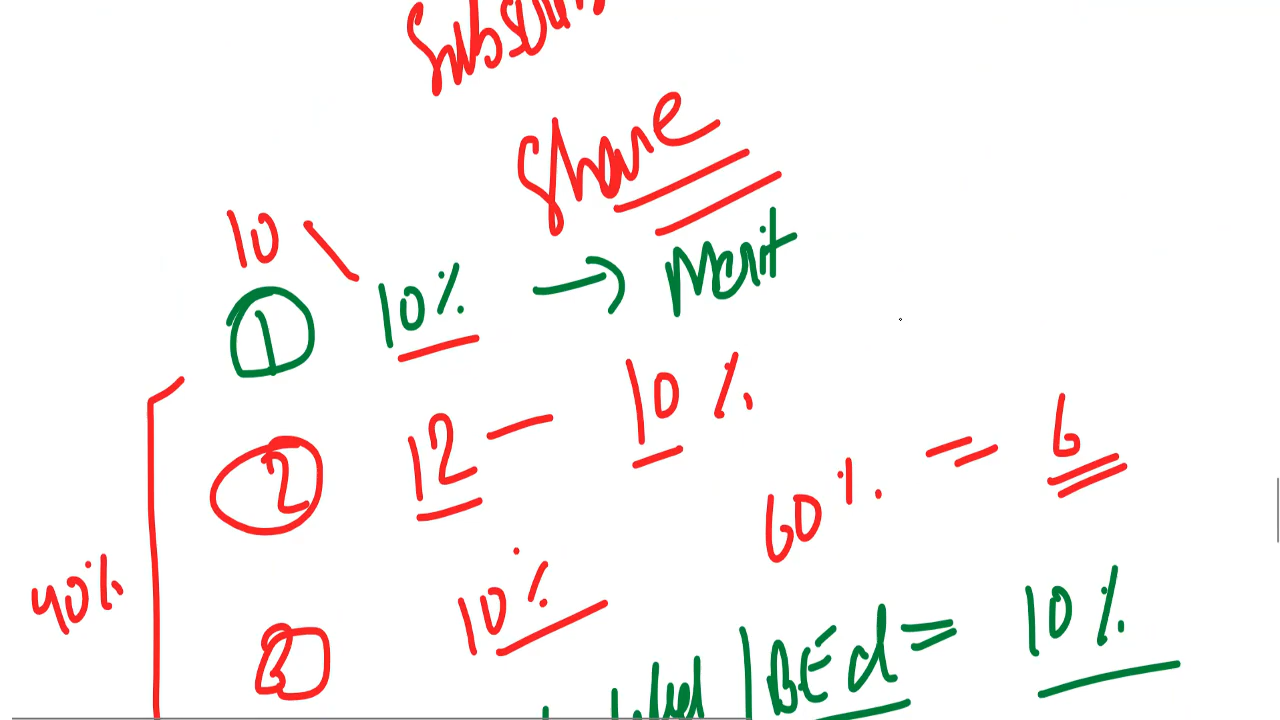 Share
10
1 10% → Merit
2 12 — 10%
60% = 6
40%
3 10%
BEd = 10%